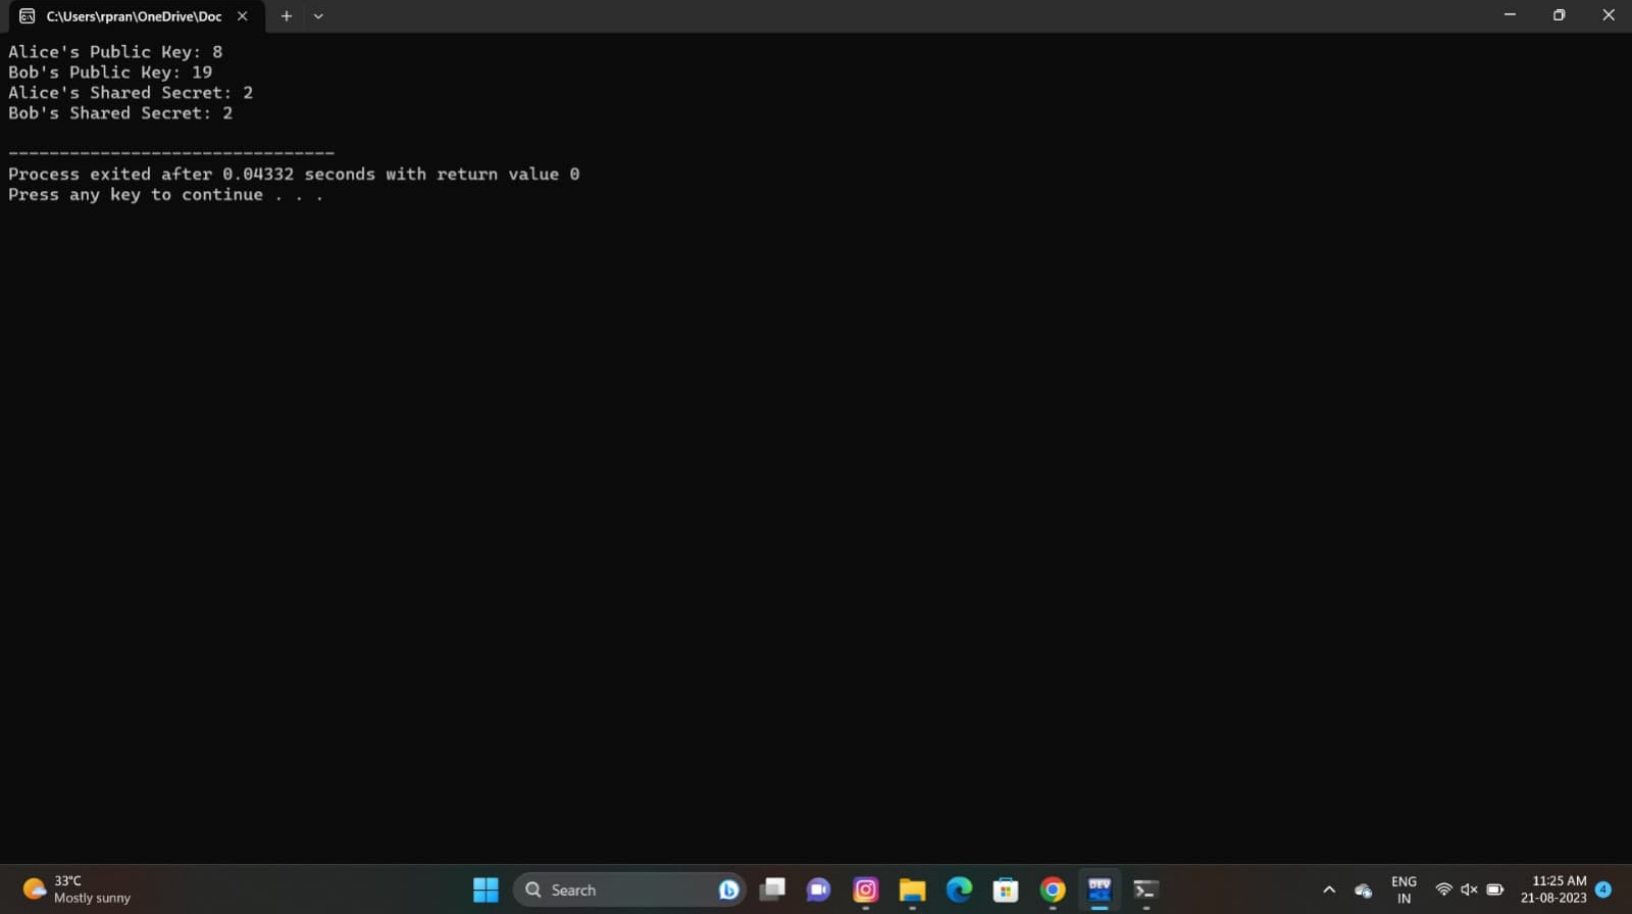 C:\Users\rpran\OneDrive\Doc
Alice's Public Key: 8
Bob's Public Key: 19
Alice's Shared Secret: 2
Bob's Shared Secret: 2
--------------------------------
Process exited after 0.04332 seconds with return value 0
Press any key to continue . . .
33°C
Mostly sunny
Search
DEV
ENG
IN
11:25 AM
21-08-2023
4